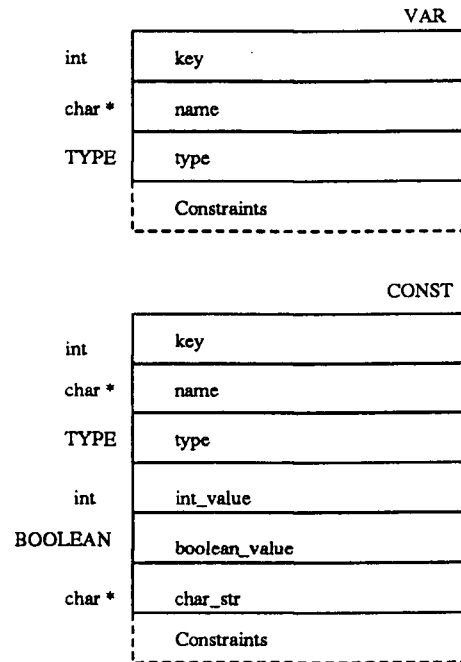 VAR
int key
char * name
TYPE type
Constraints
CONST
int key
char * name
TYPE type
int int_value
BOOLEAN boolean_value
char * char_str
Constraints